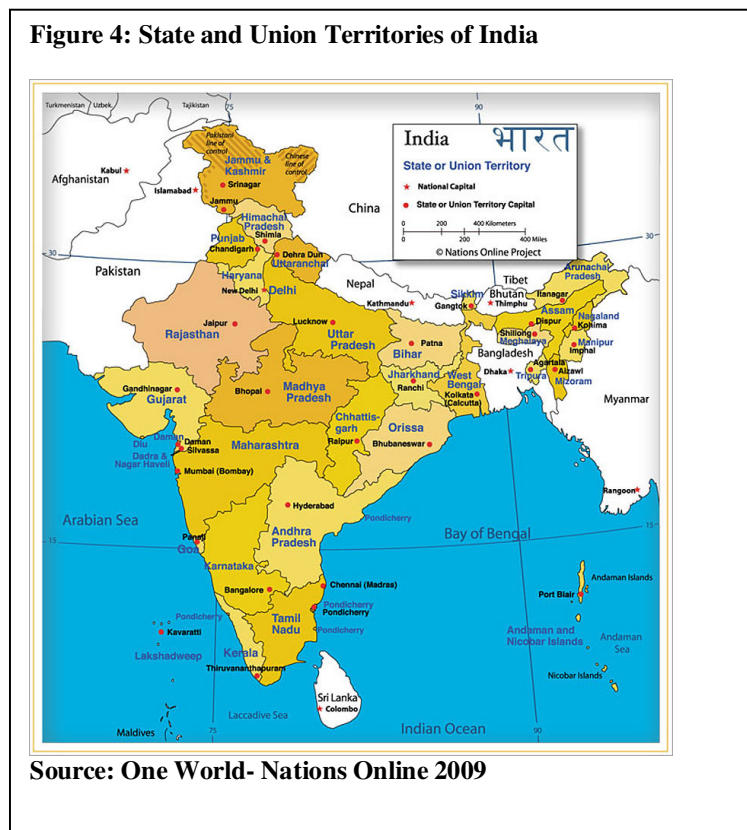 Figure 4: State and Union Territories of India
Turkmenistan
Uzbek.
Tajikistan
75
90
India भारत
State or Union Territory
National Capital
State or Union Territory Capital
0 200 400 Kilometers
0 200 400 Miles
© Nations Online Project
Pakistani
line of
control
Chinese
line of
control
Jammu &
Kashmir
Kabul
Afghanistan
Islamabad
Srinagar
Jammu
China
Himachal
Pradesh
Shimla
Punjab
Chandigarh
Dehra Dun
Uttaranchal
30
30
Pakistan
Haryana
New Delhi
Delhi
Nepal
Kathmandu
Tibet
Bhutan
Thimphu
Sikkim
Gangtok
Arunachal
Pradesh
Itanagar
Assam
Dispur
Nagaland
Kohima
Shillong
Meghalaya
Manipur
Imphal
Jaipur
Rajasthan
Lucknow
Uttar
Pradesh
Patna
Bihar
Bangladesh
Dhaka
Agartala
Tripura
Aizawl
Mizoram
Jharkhand
Ranchi
West
Bengal
Kolkata
(Calcutta)
Gandhinagar
Gujarat
Bhopal
Madhya
Pradesh
Myanmar
Chhattis-
garh
Raipur
Orissa
Bhubaneswar
Maharashtra
Daman
Diu
Daman
Silvassa
Dadra &
Nagar Haveli
Mumbai (Bombay)
Rangoon
Hyderabad
Arabian Sea
Pondicherry
Bay of Bengal
15
15
Andhra
Pradesh
Panaji
Goa
Karnataka
Bangalore
Chennai (Madras)
Andaman Islands
Port Blair
Pondicherry
Pondicherry
Pondicherry
Pondicherry
Tamil
Nadu
Kavaratti
Lakshadweep
Kerala
Thiruvananthapuram
Andaman and
Nicobar Islands
Andaman
Sea
Nicobar Islands
Sri Lanka
Colombo
Laccadive Sea
Maldives
75
Indian Ocean
90
Source: One World- Nations Online 2009